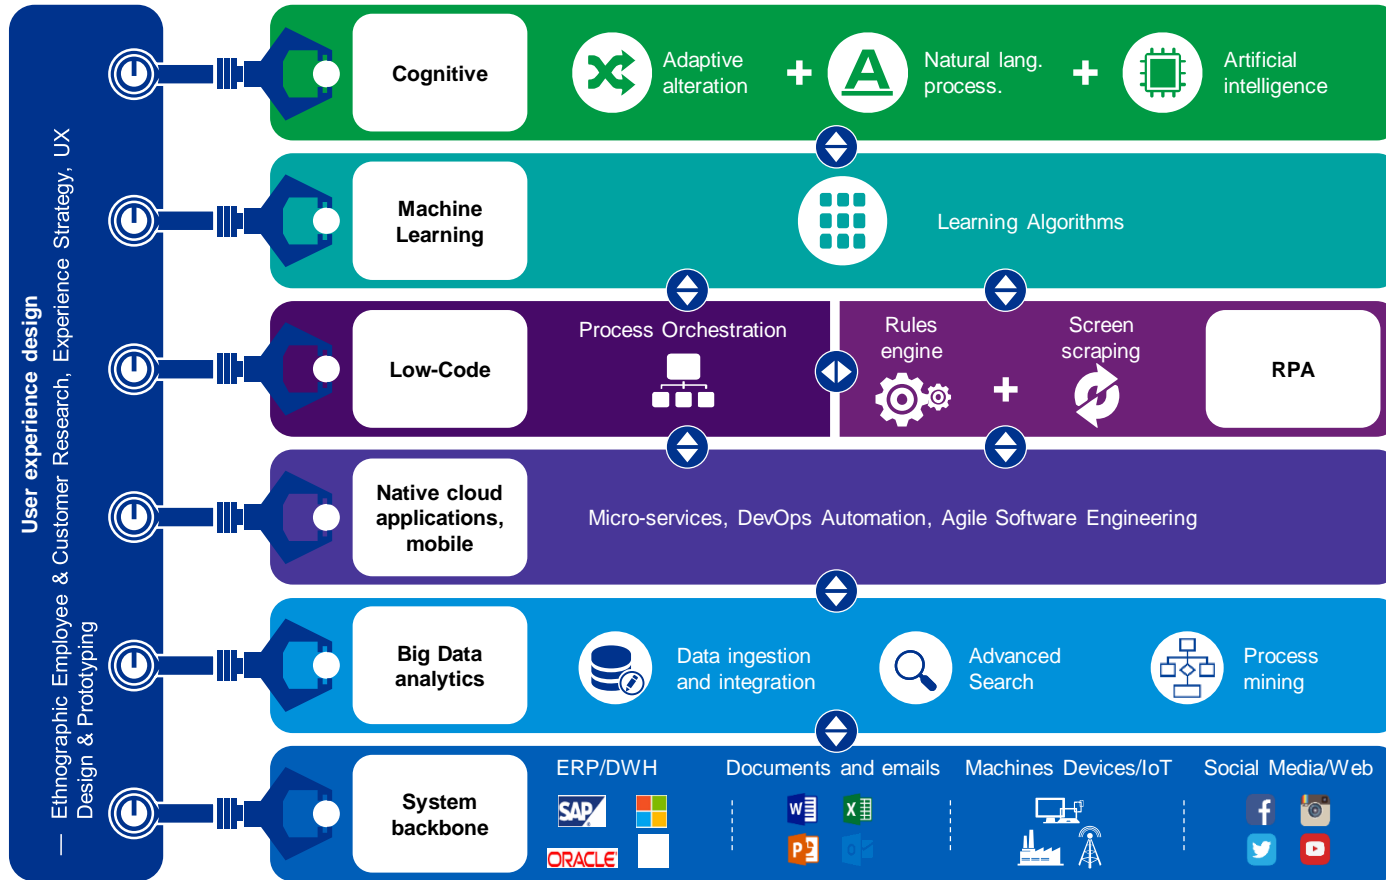 User experience design
— Ethnographic Employee & Customer Research, Experience Strategy, UX
Design & Prototyping
Cognitive
Adaptive
alteration
+
A
Natural lang.
process.
+
Artificial
intelligence
Machine
Learning
Learning Algorithms
Low-Code
Process Orchestration
Rules
engine
+
Screen
scraping
RPA
Native cloud
applications,
mobile
Micro-services, DevOps Automation, Agile Software Engineering
Big Data
analytics
Data ingestion
and integration
Advanced
Search
Process
mining
System
backbone
ERP/DWH
SAP
ORACLE
Documents and emails
W
X
P
O
Machines Devices/IoT
Social Media/Web
f